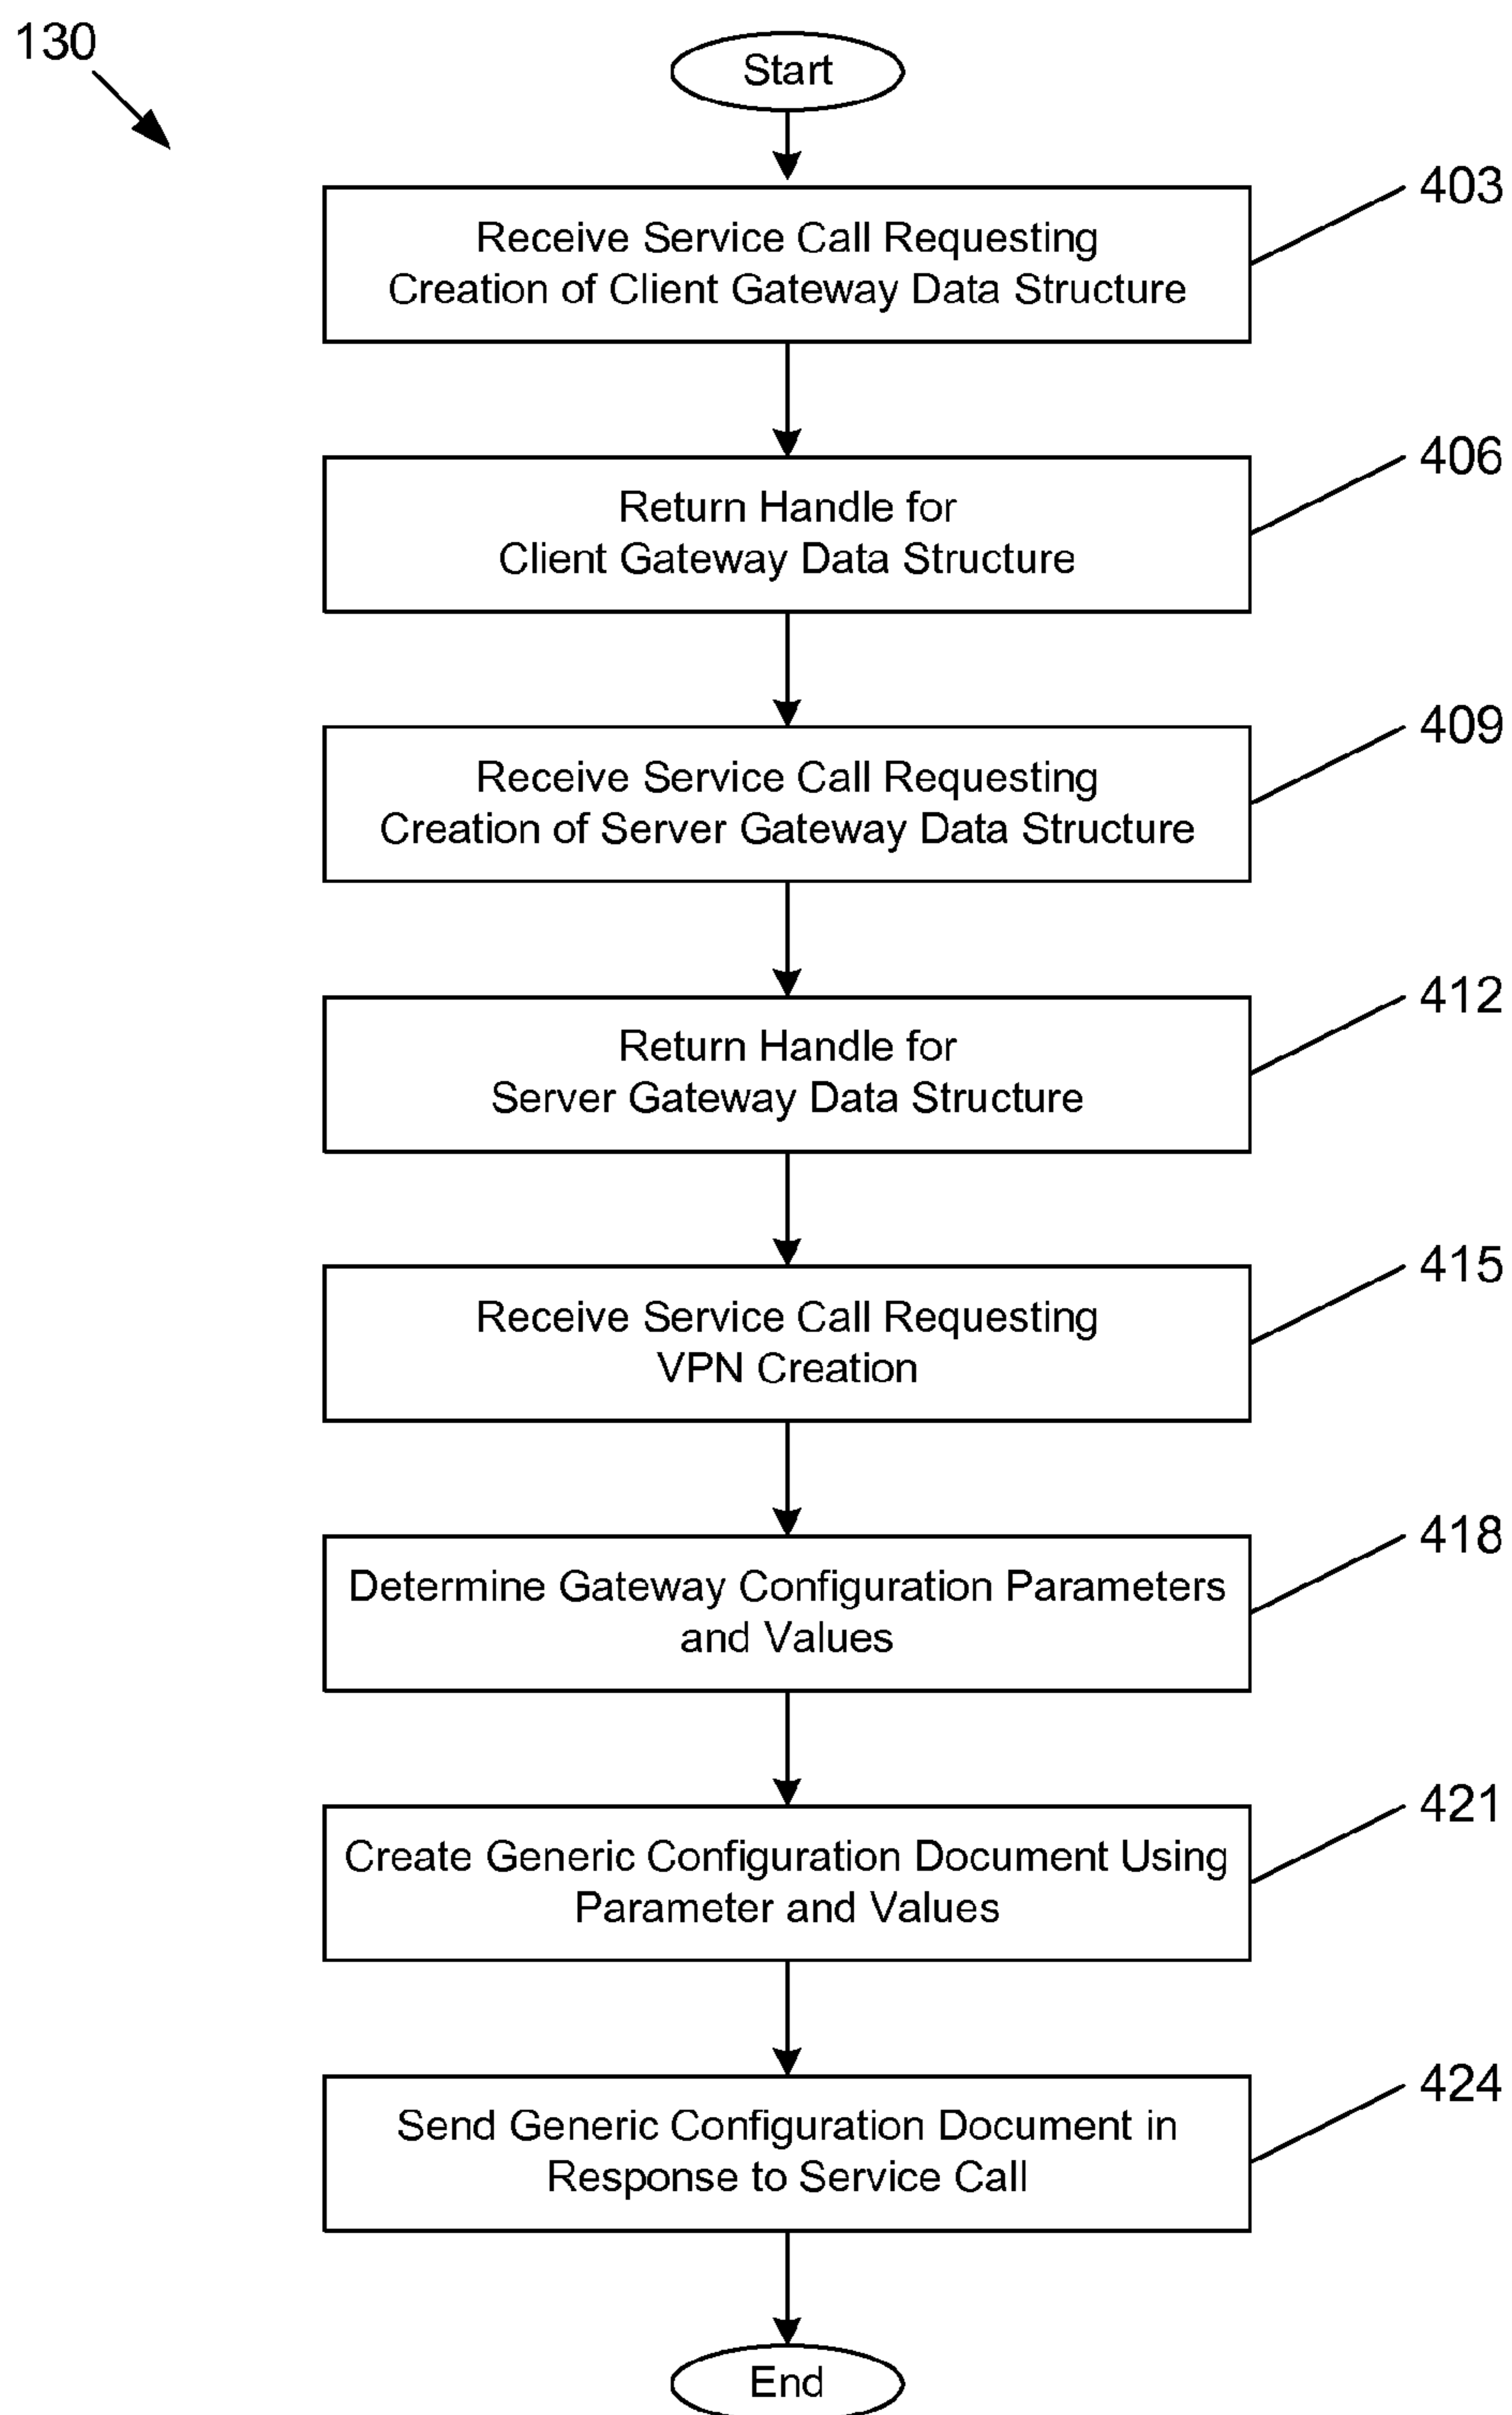 130
Start
403
Receive Service Call Requesting
Creation of Client Gateway Data Structure
406
Return Handle for
Client Gateway Data Structure
409
Receive Service Call Requesting
Creation of Server Gateway Data Structure
412
Return Handle for
Server Gateway Data Structure
415
Receive Service Call Requesting
VPN Creation
418
Determine Gateway Configuration Parameters
and Values
421
Create Generic Configuration Document Using
Parameter and Values
424
Send Generic Configuration Document in
Response to Service Call
End